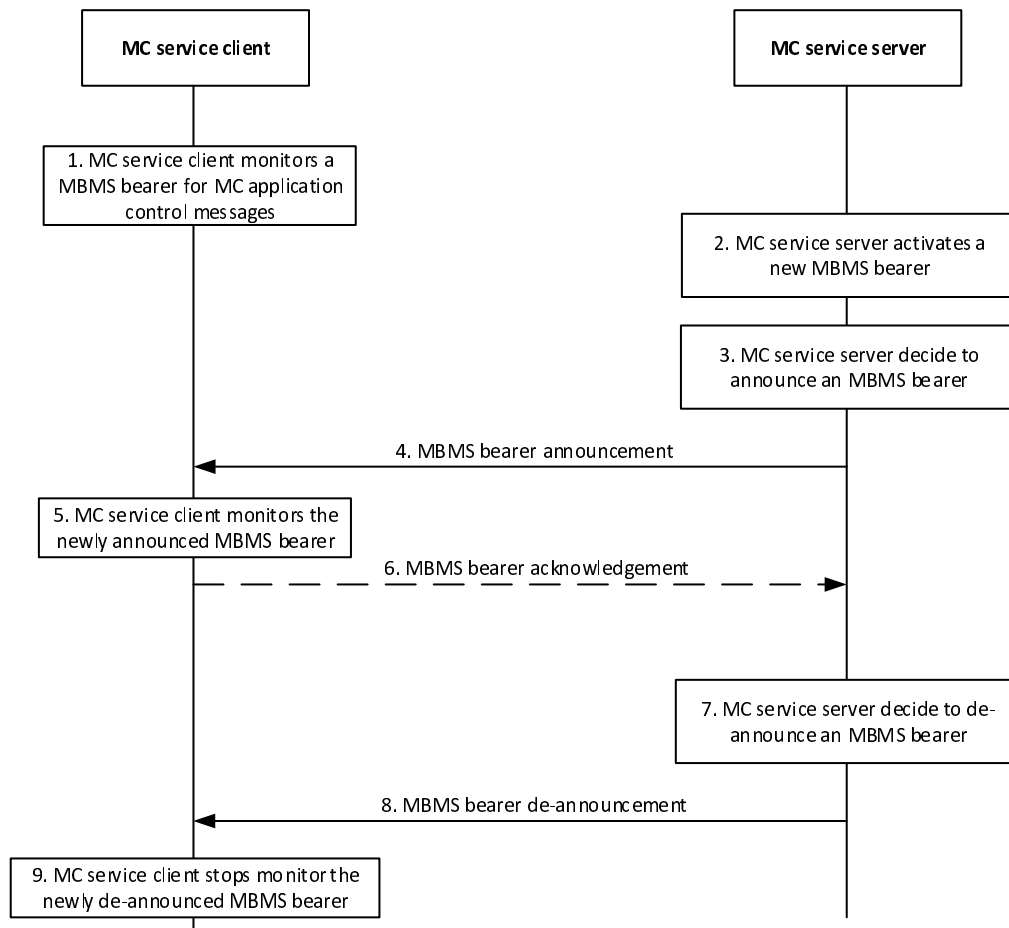 MC service client
MC service server
1. MC service client monitors a
MBMS bearer for MC application
control messages
2. MC service server activates a
new MBMS bearer
3. MC service server decide to
announce an MBMS bearer
4. MBMS bearer announcement
5. MC service client monitors the
newly announced MBMS bearer
6. MBMS bearer acknowledgement
7. MC service server decide to de-
announce an MBMS bearer
8. MBMS bearer de-announcement
9. MC service client stops monitor the
newly de-announced MBMS bearer